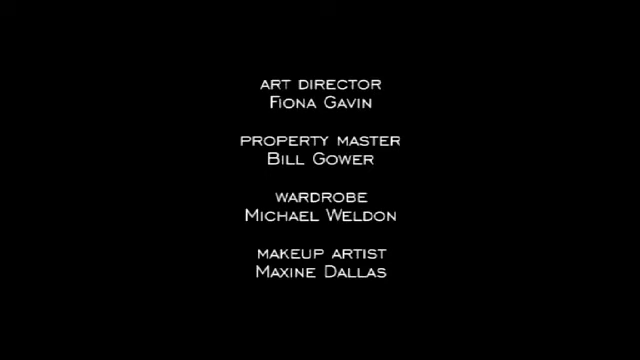 ART DIRECTOR
FIONA GAVIN
PROPERTY MASTER
BILL GOWER
WARDROBE
MICHAEL WELDON
MAKEUP ARTIST
MAXINE DALLAS